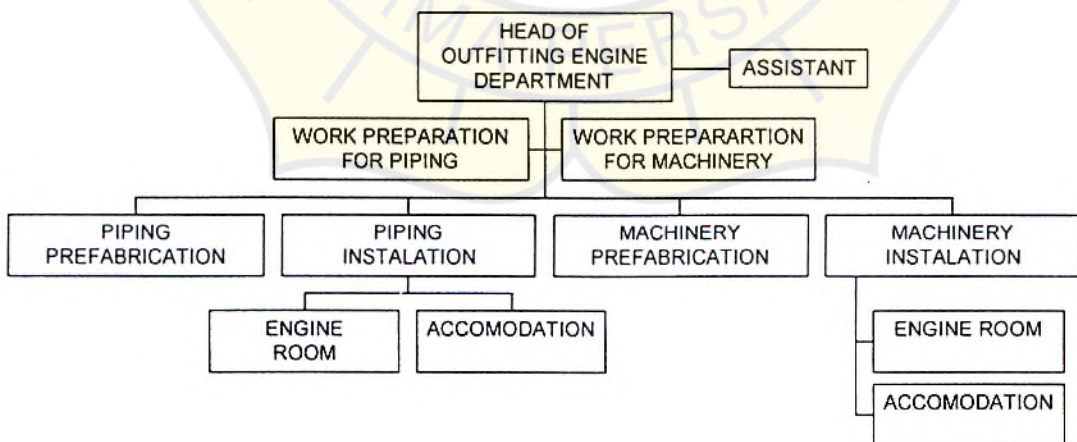 HEAD OF
OUTFITTING ENGINE
DEPARTMENT
ASSISTANT
WORK PREPARATION
FOR PIPING
WORK PREPARARTION
FOR MACHINERY
PIPING
PREFABRICATION
PIPING
INSTALATION
MACHINERY
PREFABRICATION
MACHINERY
INSTALATION
ENGINE
ROOM
ACCOMODATION
ENGINE ROOM
ACCOMODATION